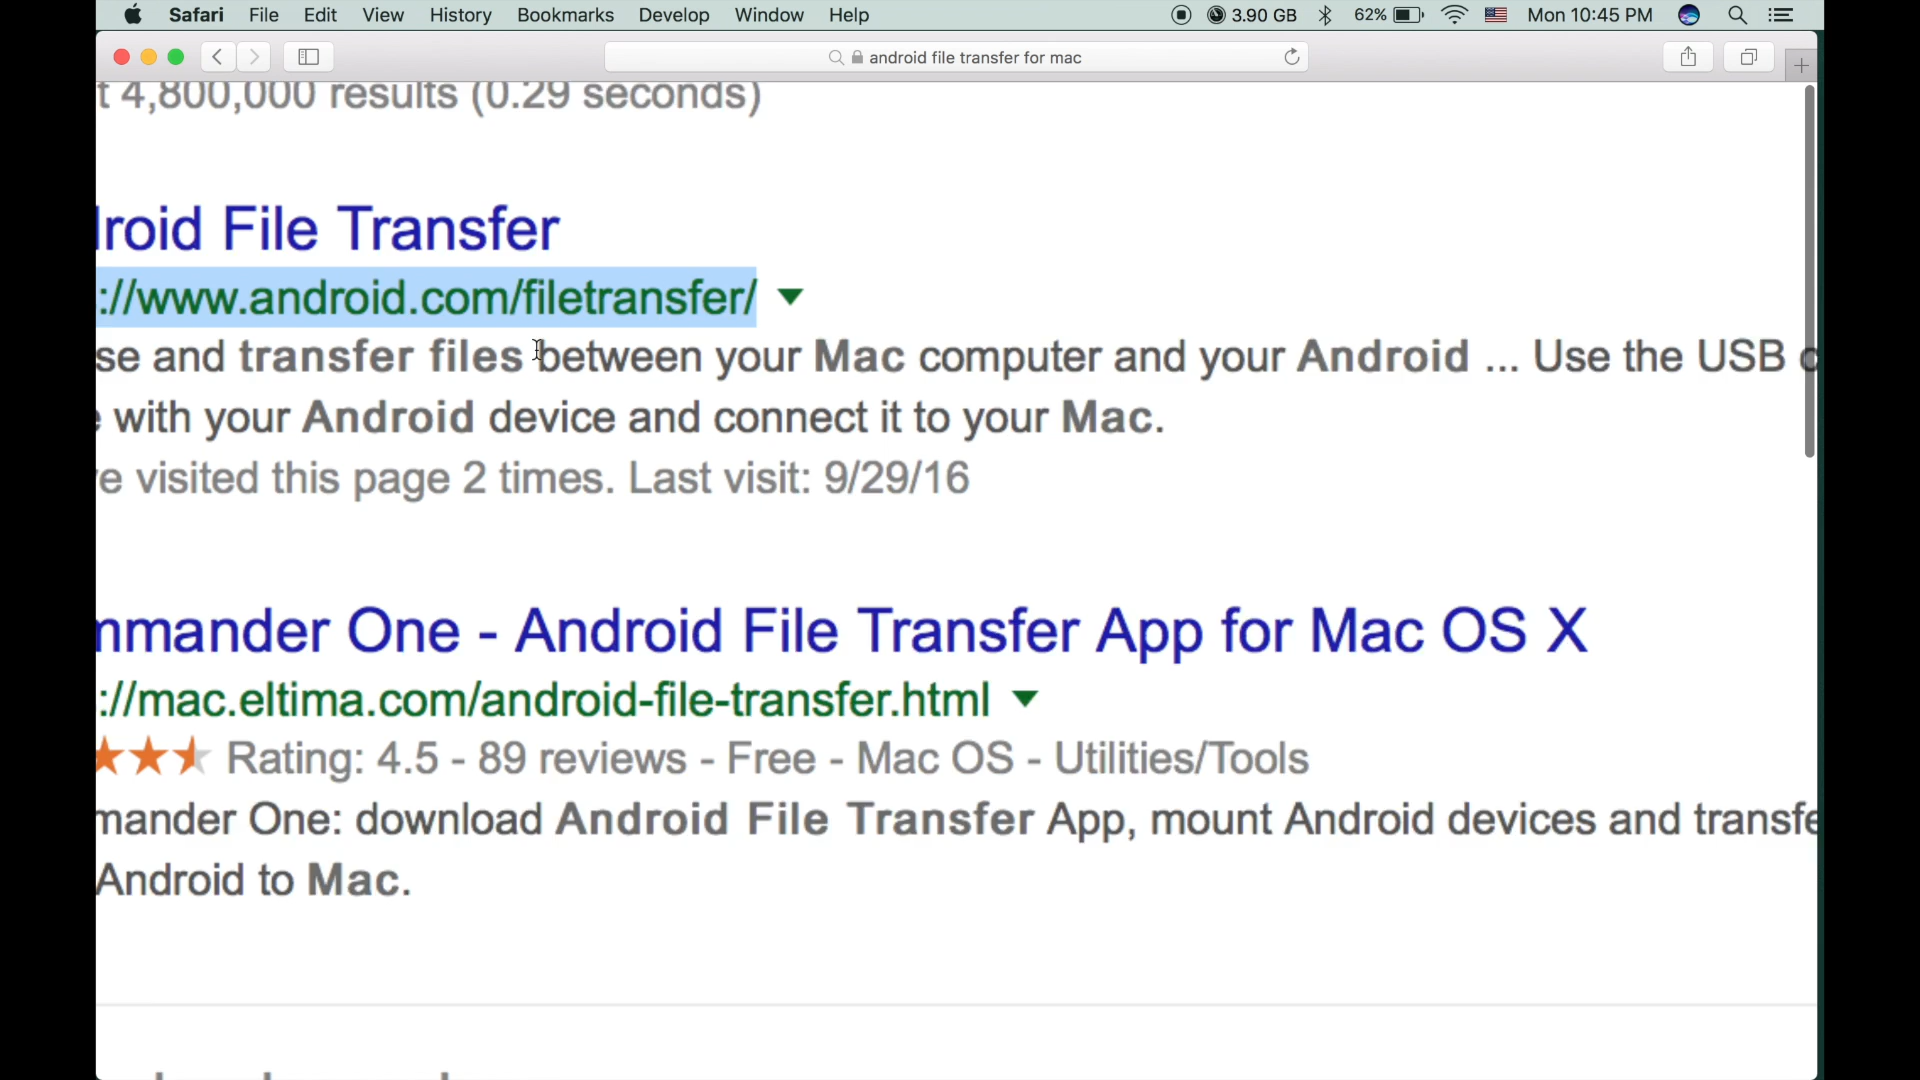 Safari File Edit View History Bookmarks Develop Window Help 3.90 GB 62% Mon 10:45 PM
android file transfer for mac
t 4,800,000 results (0.29 seconds)
roid File Transfer
://www.android.com/filetransfer/
se and transfer files between your Mac computer and your Android ... Use the USB c
with your Android device and connect it to your Mac.
e visited this page 2 times. Last visit: 9/29/16
mmander One - Android File Transfer App for Mac OS X
://mac.eltima.com/android-file-transfer.html
Rating: 4.5 - 89 reviews - Free - Mac OS - Utilities/Tools
mander One: download Android File Transfer App, mount Android devices and transfe
Android to Mac.